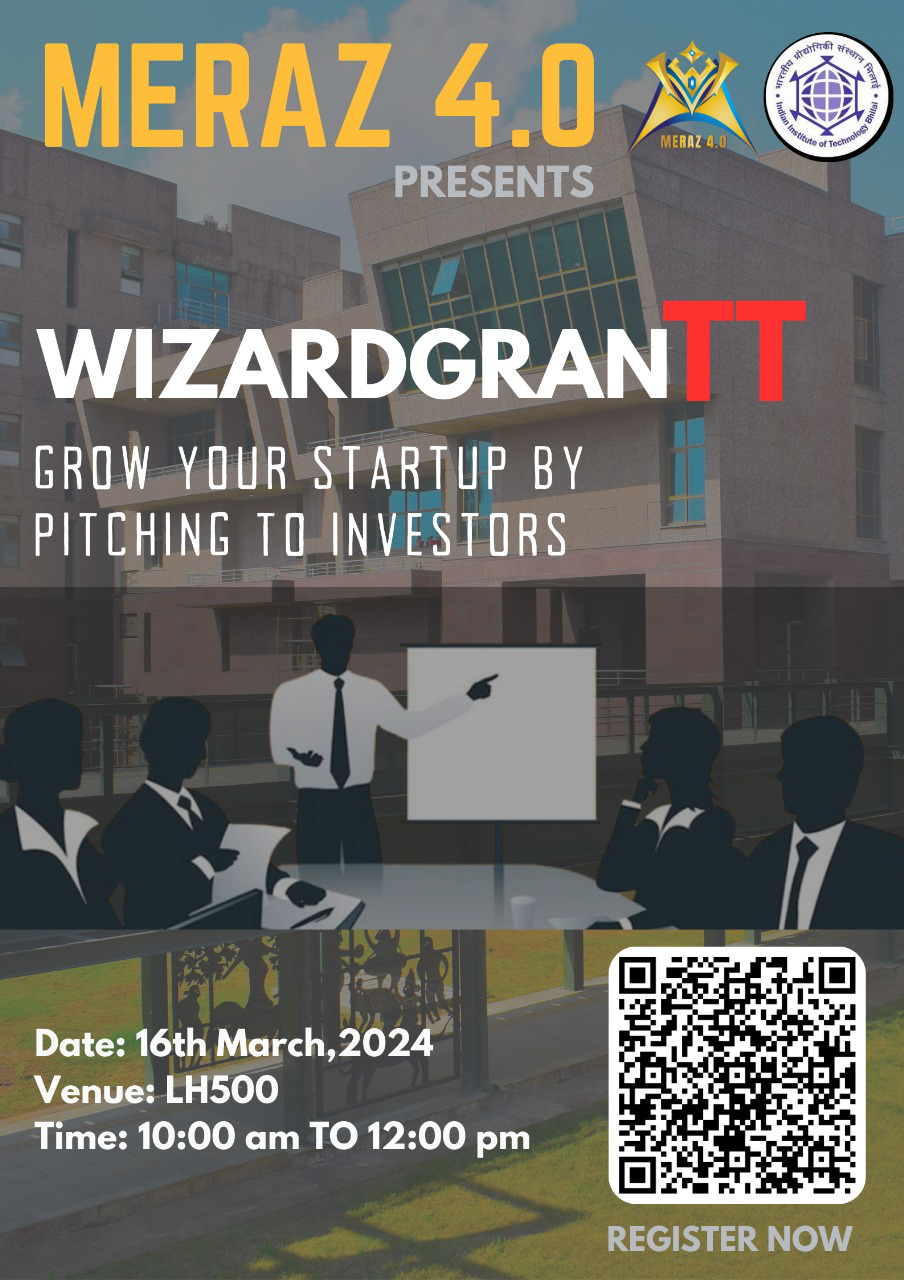 MERAZ 4.0
PRESENTS
MERAZ 4.0
भारतीय प्रौद्योगिकी संस्थान भिलाई
Indian Institute of Technology Bhilai
WIZARDGRANTT
GROW YOUR STARTUP BY
PITCHING TO INVESTORS
Date: 16th March,2024
Venue: LH500
Time: 10:00 am TO 12:00 pm
REGISTER NOW